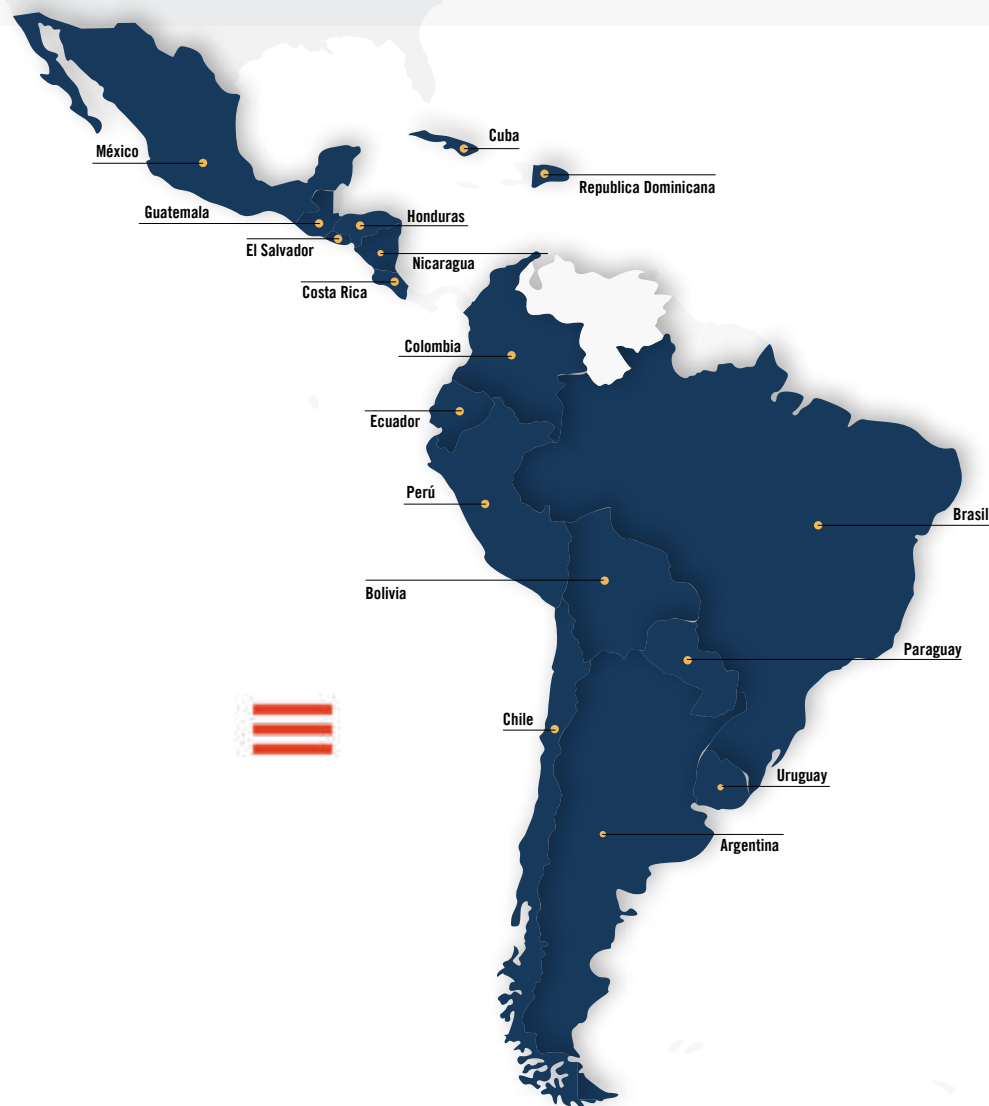 Cuba
México
Republica Dominicana
Guatemala
Honduras
El Salvador
Nicaragua
Costa Rica
Colombia
Ecuador
Perú
Brasil
Bolivia
Paraguay
Chile
Uruguay
Argentina